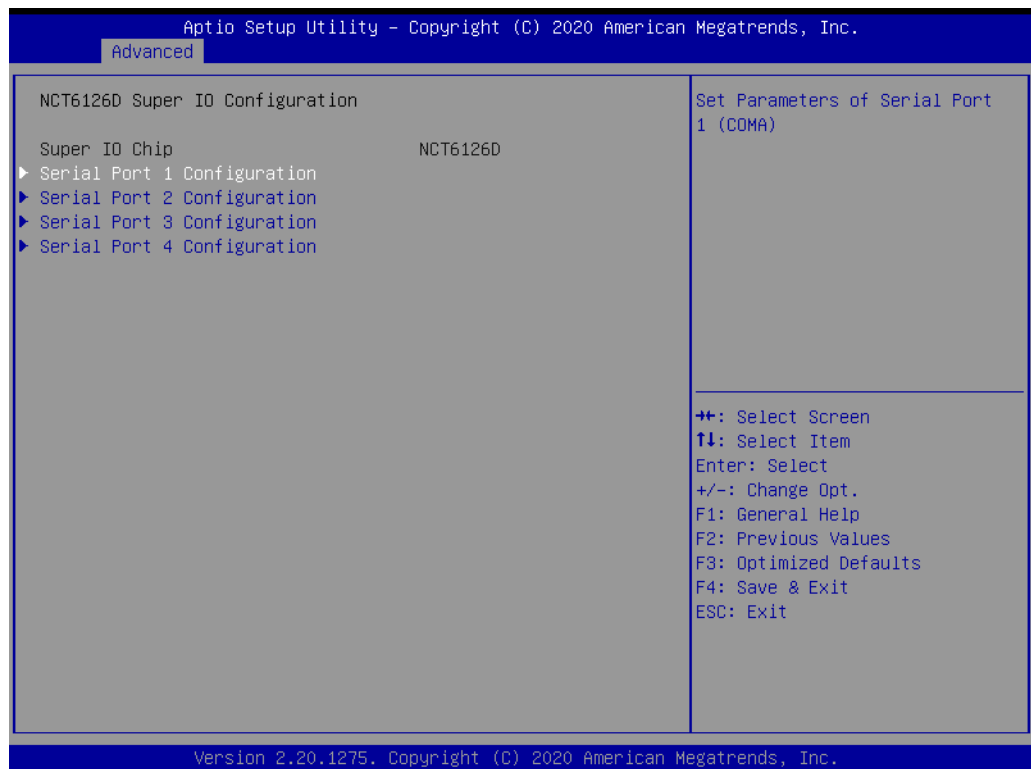 Aptio Setup Utility – Copyright (C) 2020 American Megatrends, Inc.
Advanced
NCT6126D Super IO Configuration
Super IO Chip NCT6126D
Serial Port 1 Configuration
Serial Port 2 Configuration
Serial Port 3 Configuration
Serial Port 4 Configuration
Set Parameters of Serial Port
1 (COMA)
→←: Select Screen
↑↓: Select Item
Enter: Select
+/-: Change Opt.
F1: General Help
F2: Previous Values
F3: Optimized Defaults
F4: Save & Exit
ESC: Exit
Version 2.20.1275. Copyright (C) 2020 American Megatrends, Inc.